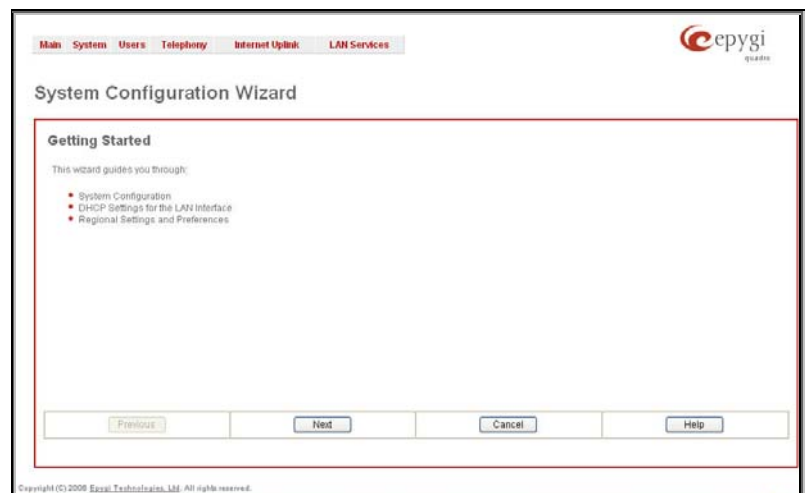 Main System Users Telephony Internet Uplink LAN Services
epygi
quadro
System Configuration Wizard
Getting Started
This wizard guides you through:
System Configuration
DHCP Settings for the LAN Interface
Regional Settings and Preferences
Previous Next Cancel Help
Copyright (C) 2008 Epygi Technologies, Ltd. All rights reserved.